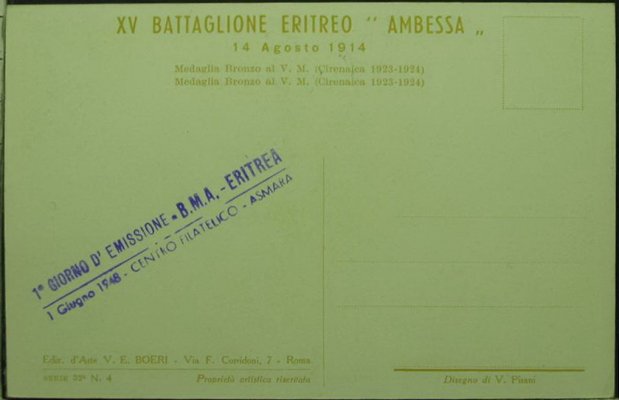 XV BATTAGLIONE ERITREO " AMBESSA „
14 Agosto 1914
Medaglia Bronzo al V. M. (Cirenaica 1923-1924)
Medaglia Bronzo al V. M. (Cirenaica 1923-1924)
1° GIORNO D' EMISSIONE - B.M.A. - ERITREA
1 Giugno 1948 - CENTRO FILATELICO - ASMARA
Ediz. d'Arte V. E. BOERI - Via F. Corridoni, 7 - Roma
SERIE 32ª N. 4
Proprietà artistica riservata
Disegno di V. Pisani